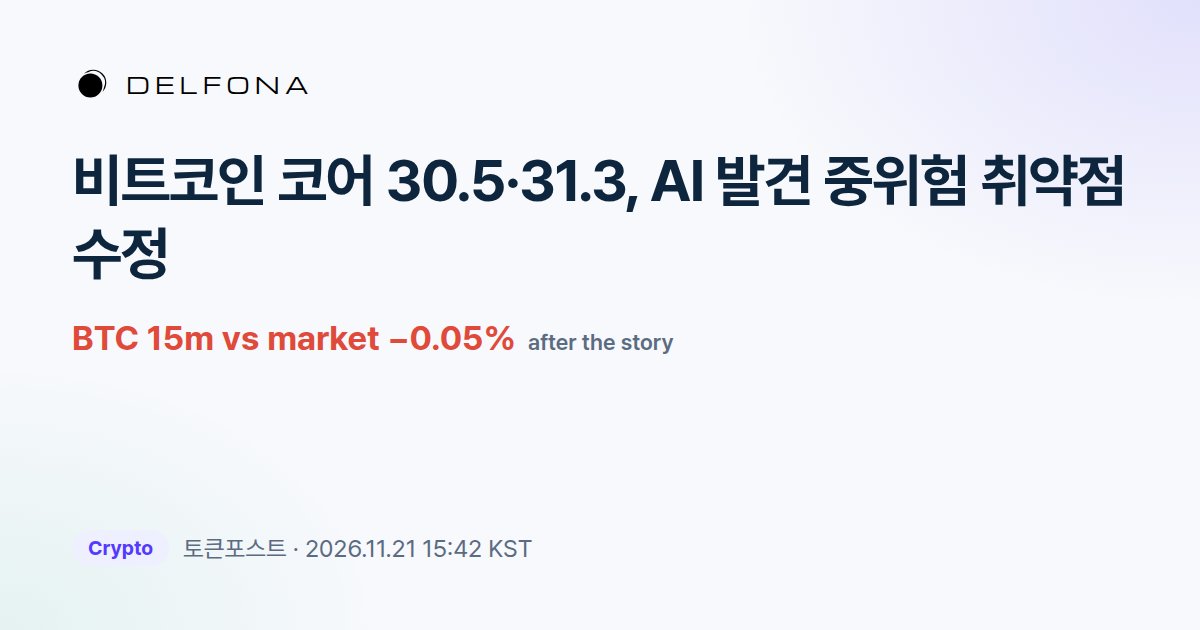 DELFONA
비트코인 코어 30.5·31.3, AI 발견 중위험 취약점
수정
BTC 15m vs market −0.05% after the story
Crypto 토큰포스트 · 2026.11.21 15:42 KST